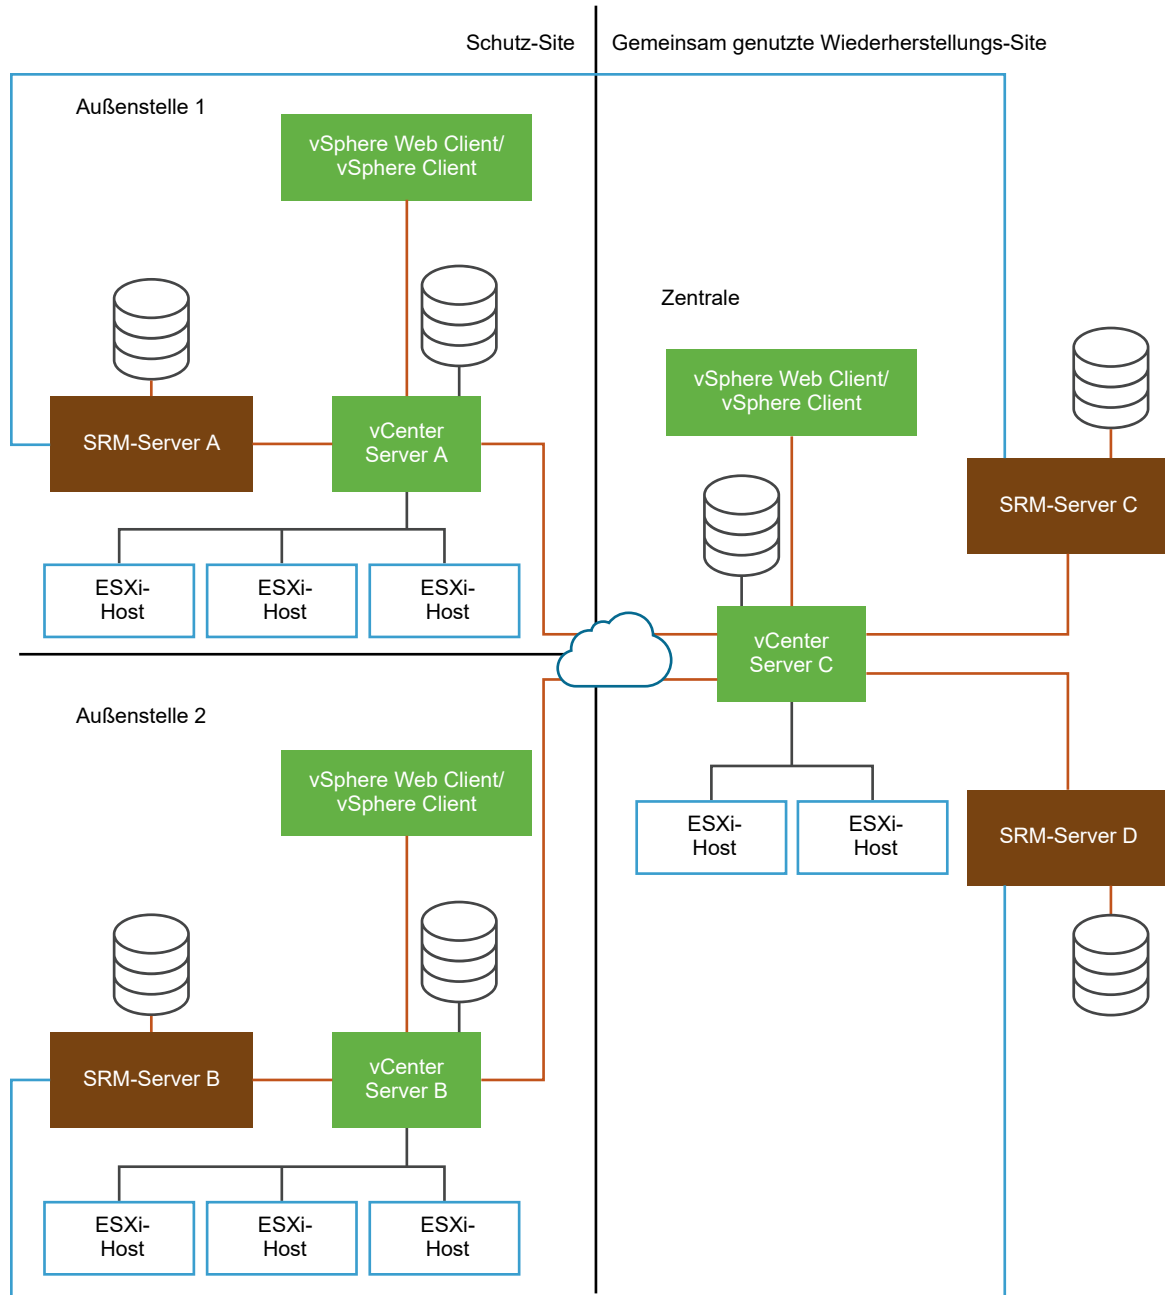 Schutz-Site
Gemeinsam genutzte Wiederherstellungs-Site
Außenstelle 1
vSphere Web Client/
vSphere Client
SRM-Server A
vCenter
Server A
ESXi-
Host
ESXi-
Host
ESXi-
Host
Zentrale
vSphere Web Client/
vSphere Client
SRM-Server C
vCenter
Server C
ESXi-
Host
ESXi-
Host
SRM-Server D
Außenstelle 2
vSphere Web Client/
vSphere Client
SRM-Server B
vCenter
Server B
ESXi-
Host
ESXi-
Host
ESXi-
Host